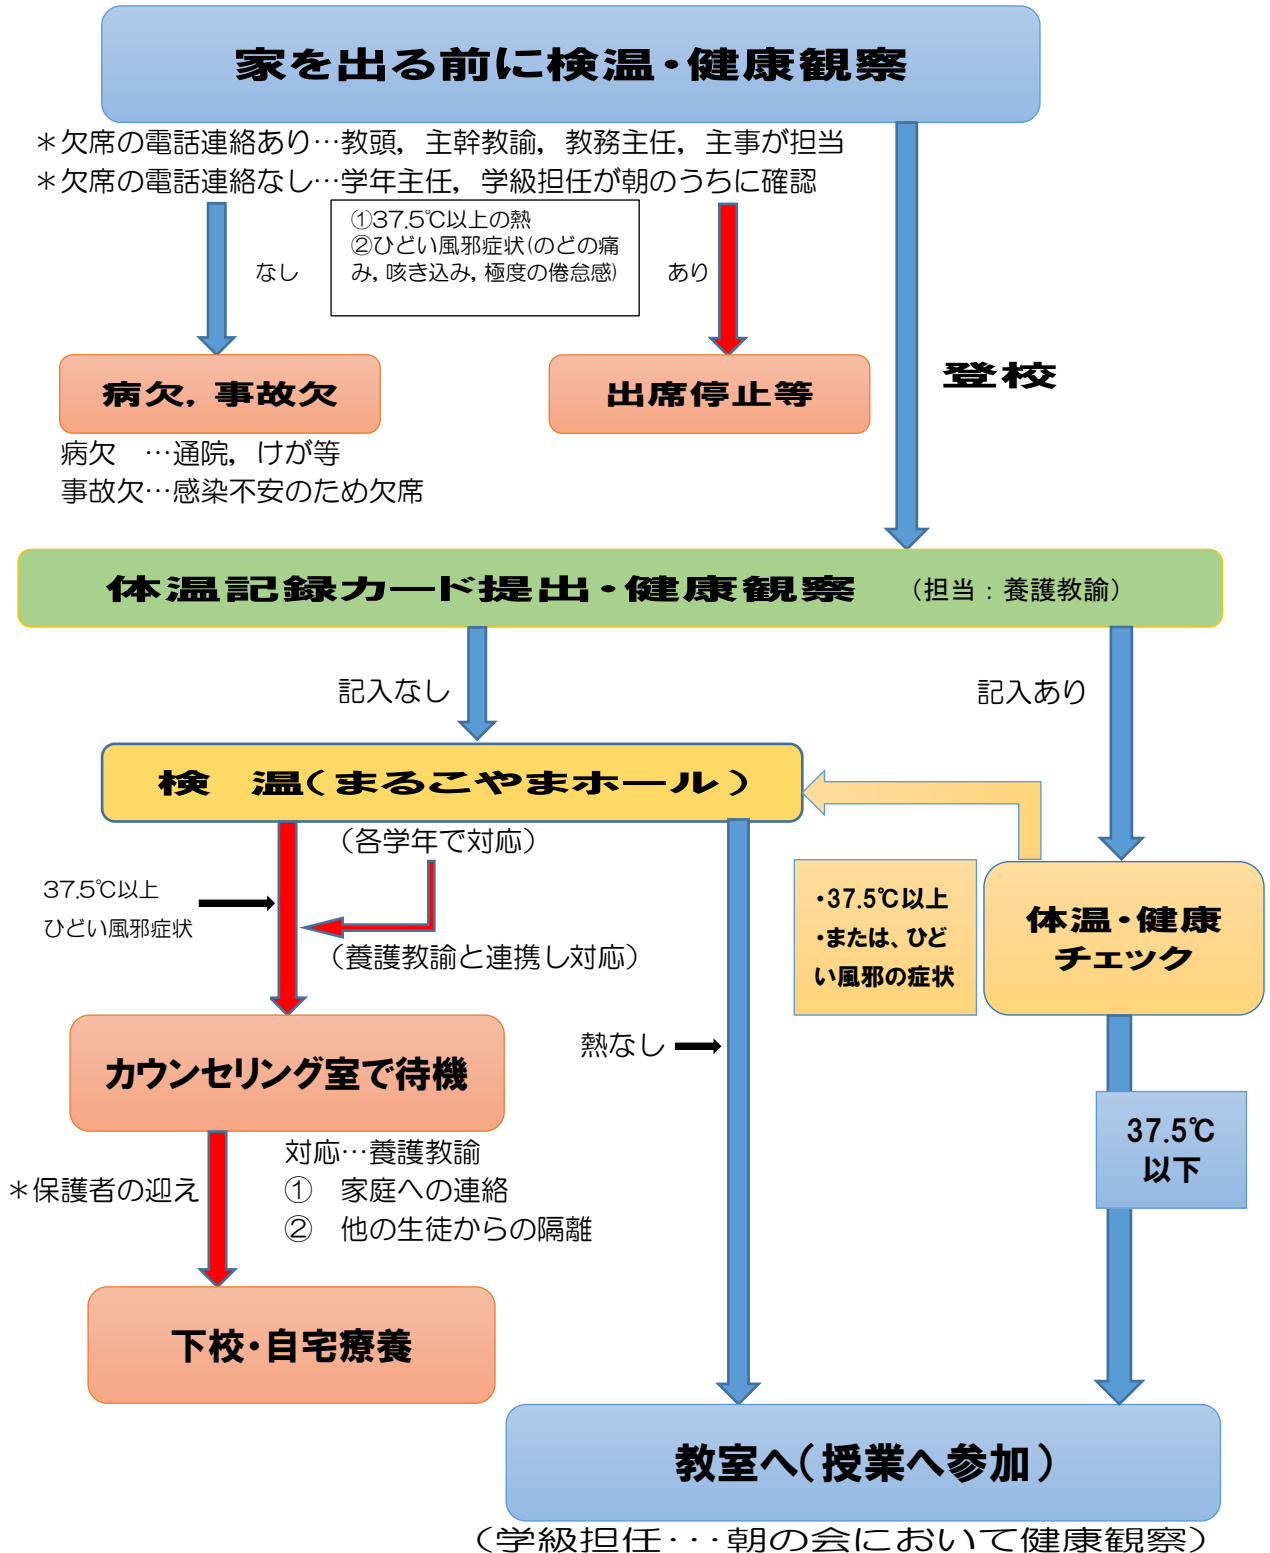 家を出る前に検温・健康観察
＊欠席の電話連絡あり…教頭，主幹教諭，教務主任，主事が担当
＊欠席の電話連絡なし…学年主任，学級担任が朝のうちに確認
①37.5℃以上の熱
②ひどい風邪症状(のどの痛
み，咳き込み，極度の倦怠感)
なし
あり
病欠，事故欠
出席停止等
登校
病欠　…通院，けが等
事故欠…感染不安のため欠席
体温記録カード提出・健康観察　（担当：養護教諭）
記入なし
記入あり
検　温（まるこやまホール）
（各学年で対応）
37.5℃以上
ひどい風邪症状
（養護教諭と連携し対応）
・37.5℃以上
・または、ひど
い風邪の症状
体温・健康
チェック
熱なし
カウンセリング室で待機
37.5℃
以下
＊保護者の迎え
対応…養護教諭
①　家庭への連絡
②　他の生徒からの隔離
下校・自宅療養
教室へ（授業へ参加）
（学級担任・・・朝の会において健康観察）